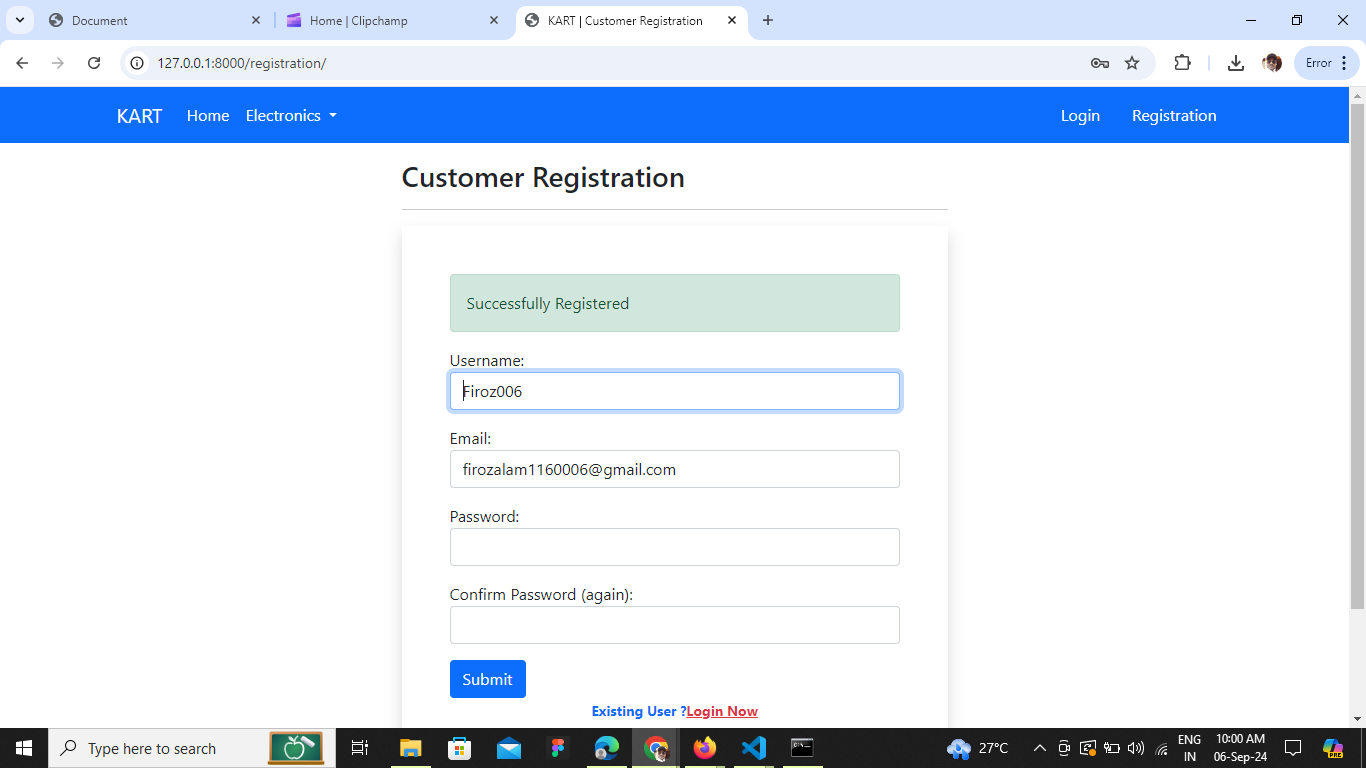 Document
Home | Clipchamp
KART | Customer Registration
127.0.0.1:8000/registration/
Error
KART Home Electronics Login Registration
Customer Registration
Successfully Registered
Username:
Firoz006
Email:
firozalam1160006@gmail.com
Password:
Confirm Password (again):
Submit
Existing User ?Login Now
Type here to search
27°C
ENG
IN
10:00 AM
06-Sep-24
PRE